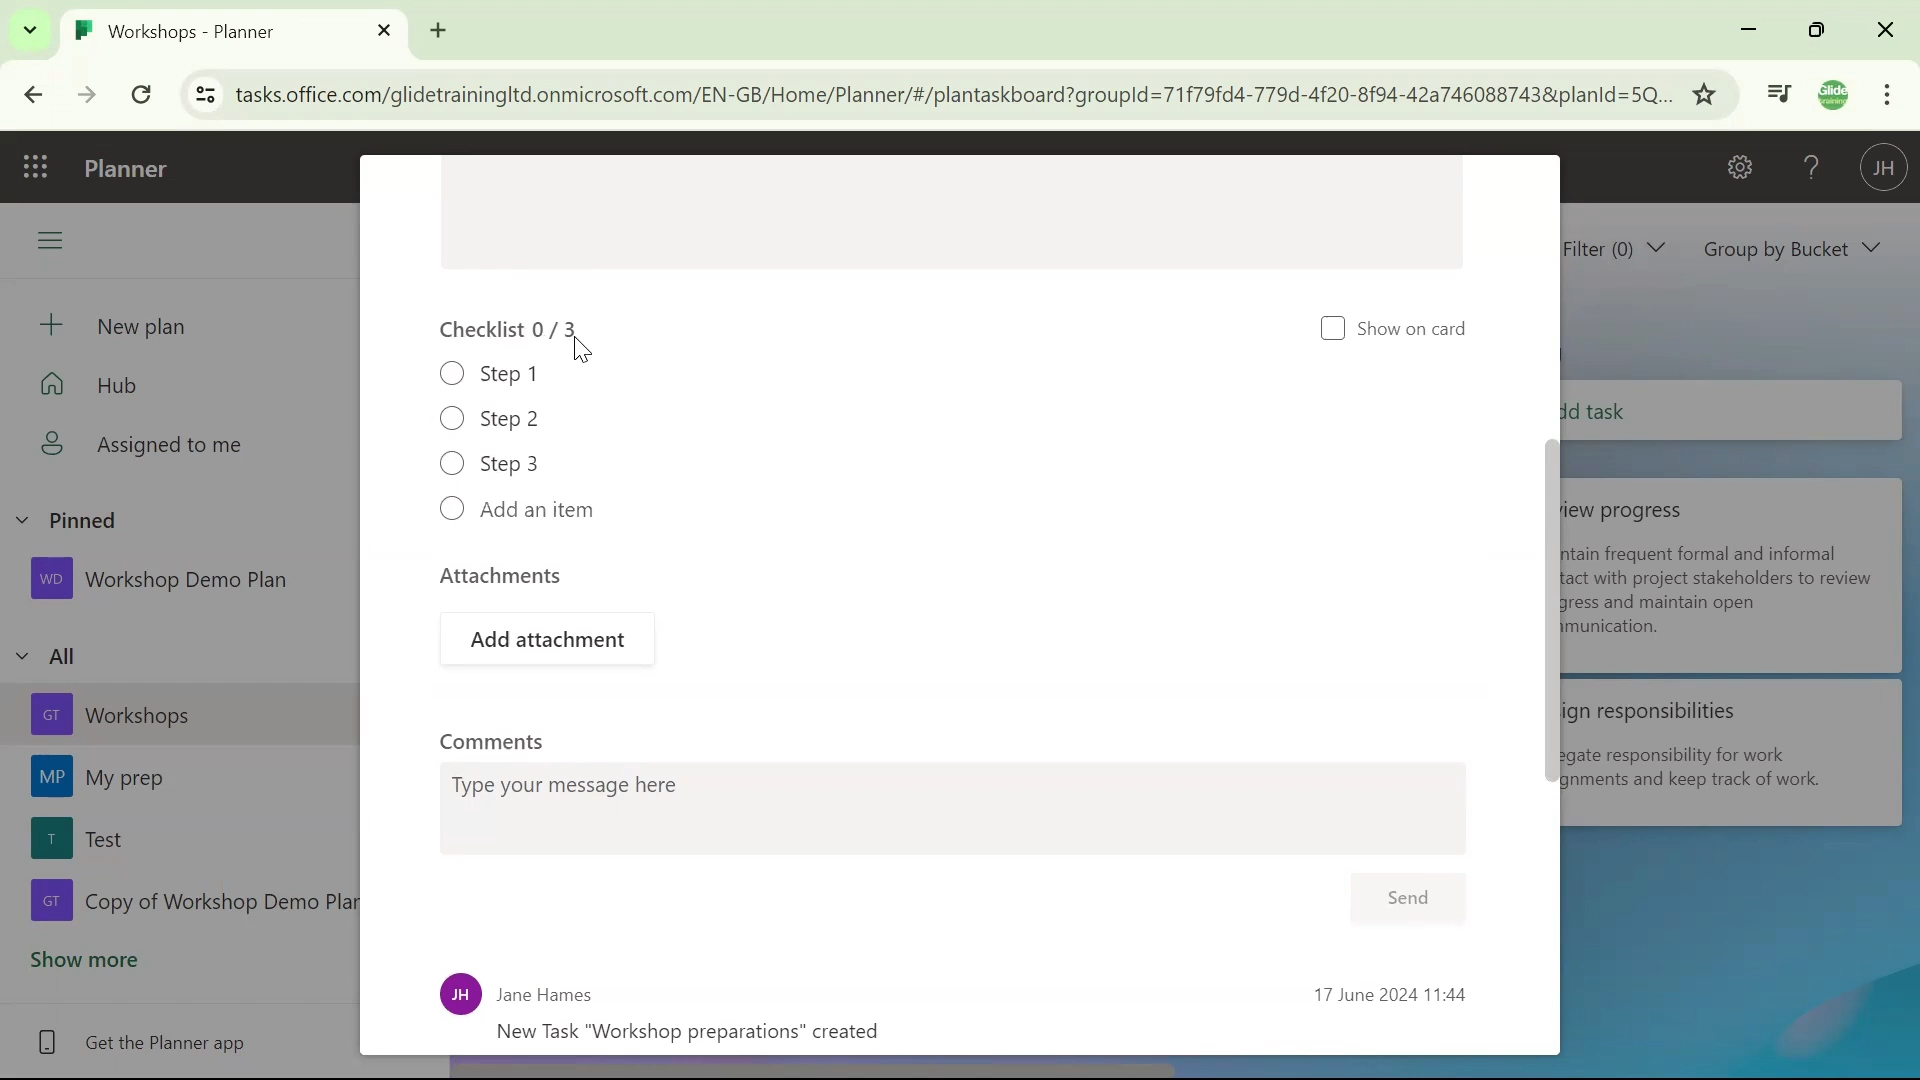 Workshops - Planner
tasks.office.com/glidetrainingltd.onmicrosoft.com/EN-GB/Home/Planner/#/plantaskboard?groupId=71f79fd4-779d-4f20-8f94-42a746088743&planId=5Q...
Glide
training
Planner
JH
Filter (0)
Group by Bucket
New plan
Hub
Assigned to me
Pinned
WD Workshop Demo Plan
All
GT Workshops
MP My prep
T Test
GT Copy of Workshop Demo Plan
Show more
Get the Planner app
Checklist 0 / 3
Show on card
Step 1
Step 2
Step 3
Add an item
Attachments
Add attachment
Comments
Type your message here
Send
JH Jane Hames
17 June 2024 11:44
New Task "Workshop preparations" created
dd task
iew progress
ntain frequent formal and informal
tact with project stakeholders to review
gress and maintain open
munication.
ign responsibilities
egate responsibility for work
gnments and keep track of work.